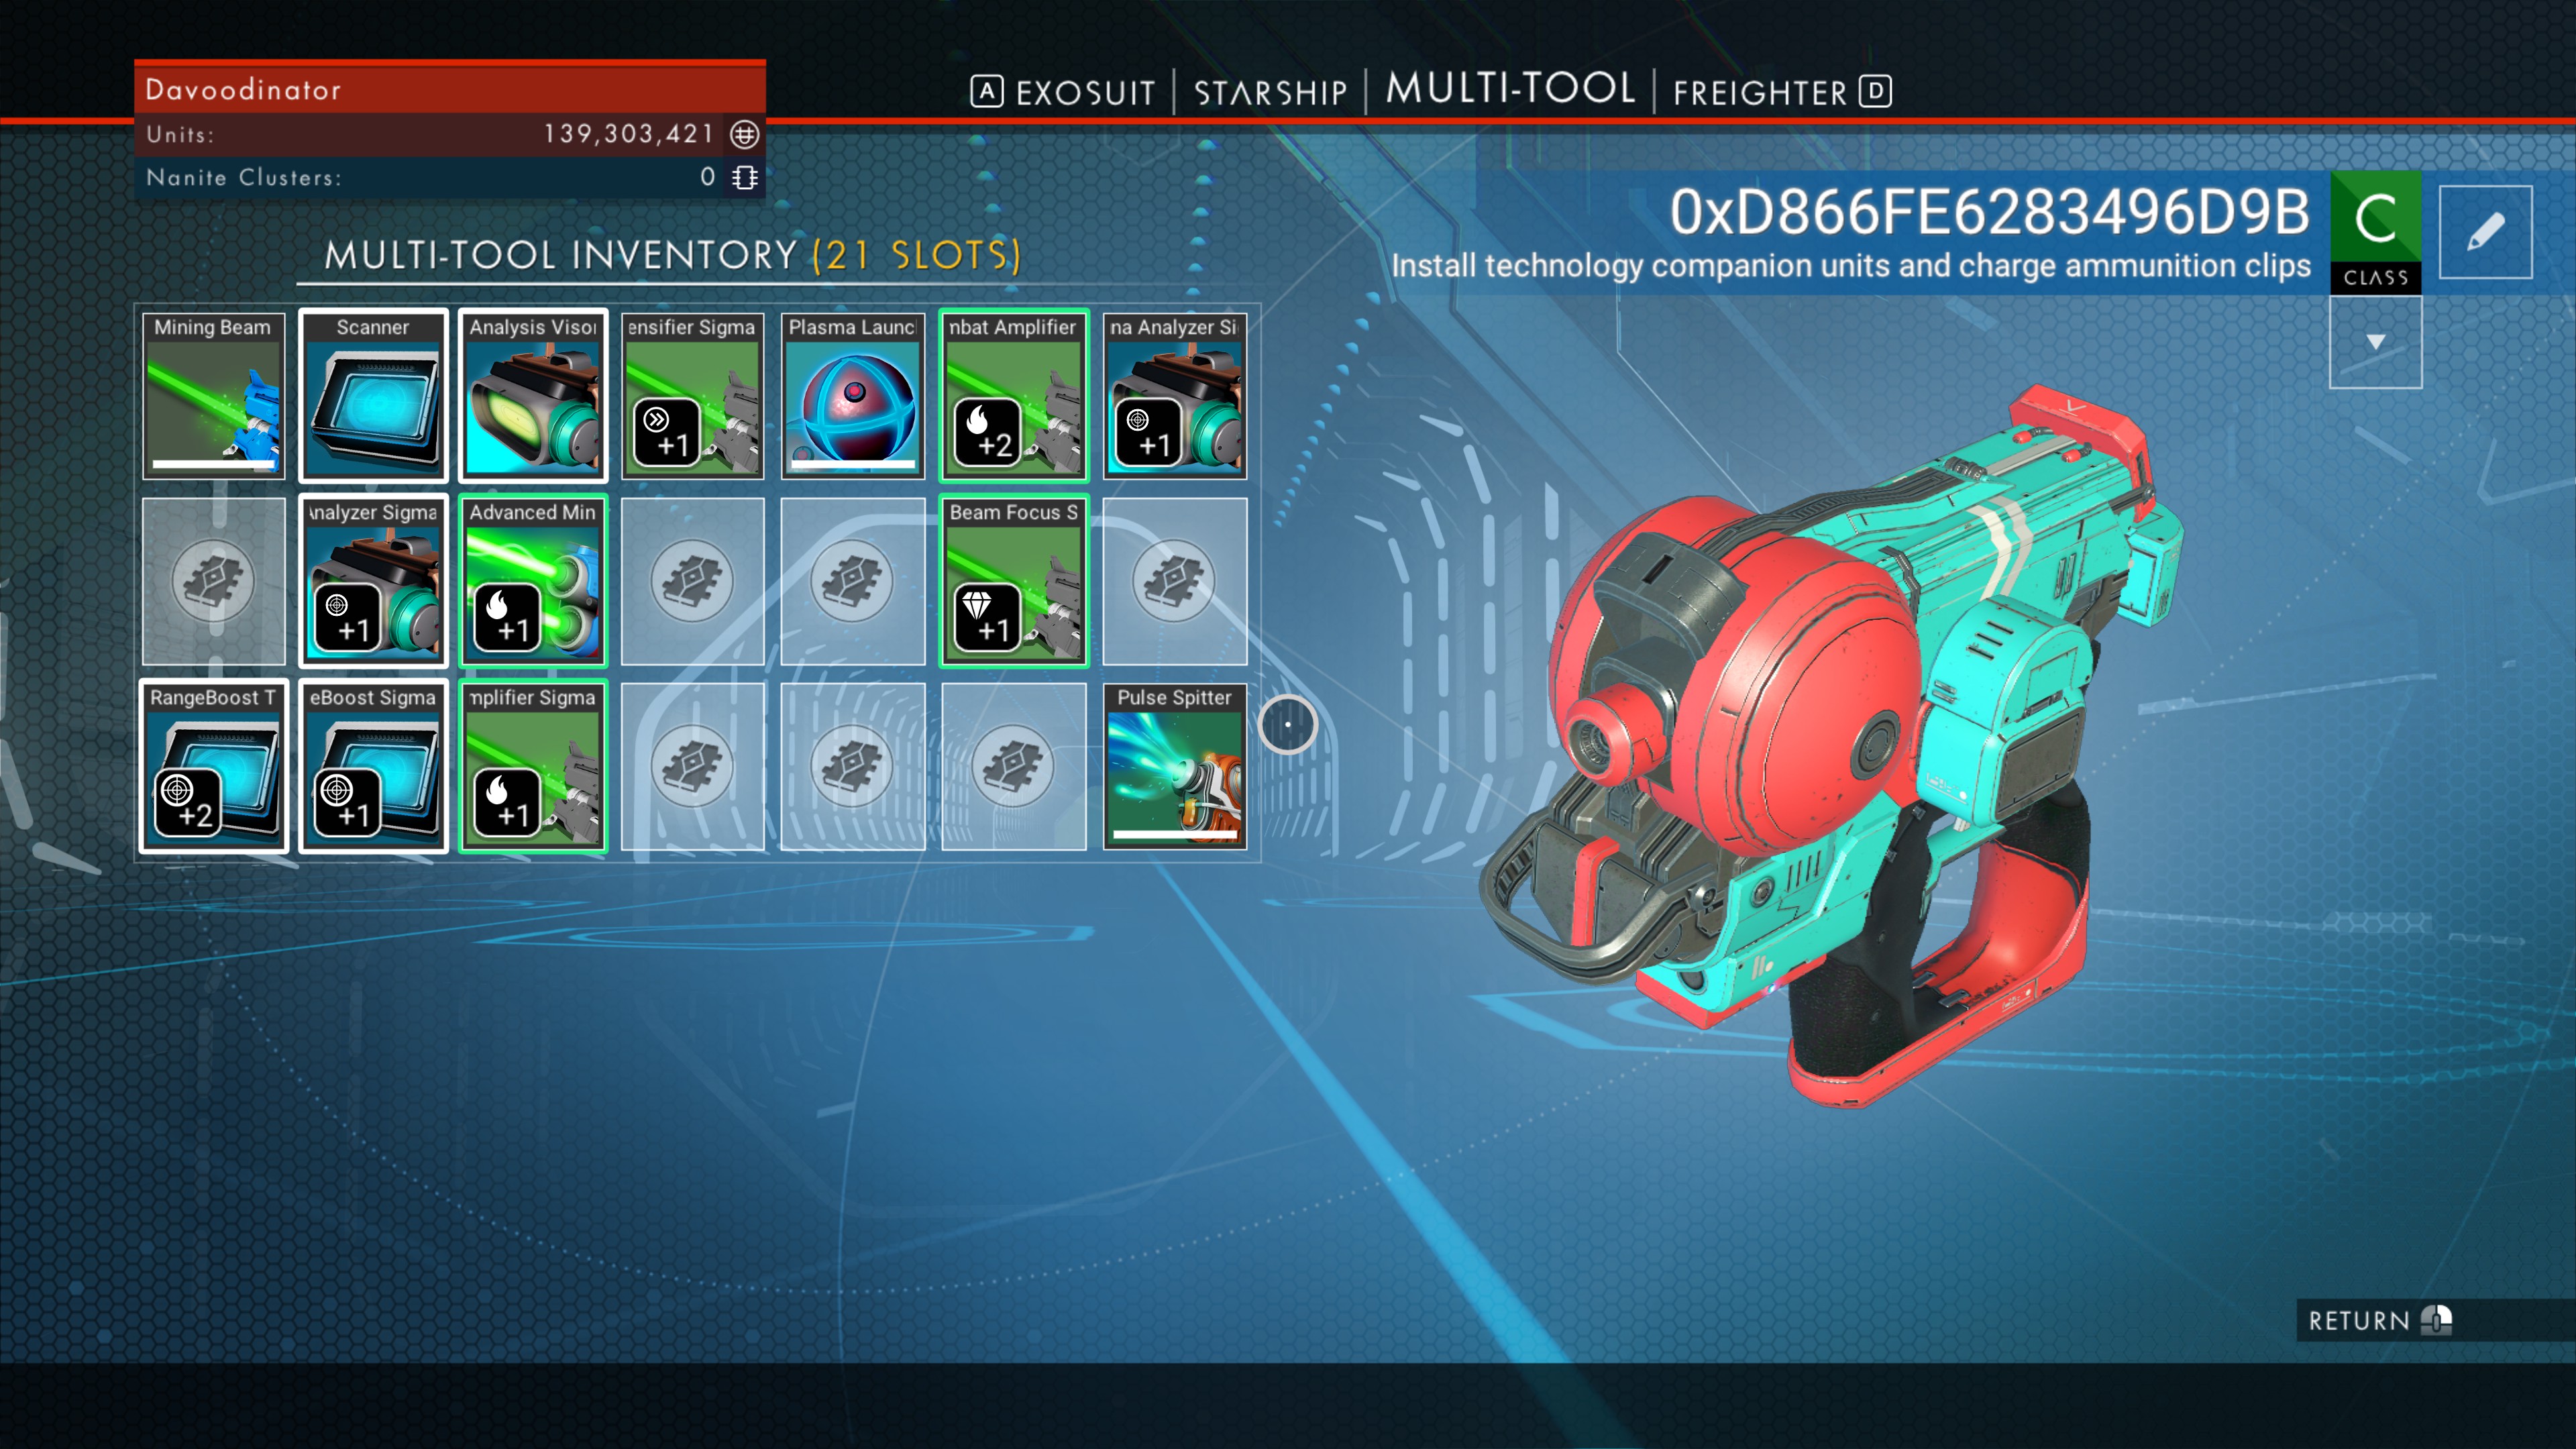 Davoodinator
Units: 139,303,421
Nanite Clusters: 0
A EXOSUIT STARSHIP MULTI-TOOL FREIGHTER D
0xD866FE6283496D9B
Install technology companion units and charge ammunition clips
C
CLASS
MULTI-TOOL INVENTORY (21 SLOTS)
Mining Beam Scanner Analysis Visor ensifier Sigma Plasma Launc nbat Amplifier na Analyzer Si
+1 +2 +1
Analyzer Sigma Advanced Min Beam Focus S
+1 +1 +1
RangeBoost T eBoost Sigma mplifier Sigma Pulse Spitter
+2 +1 +1
RETURN